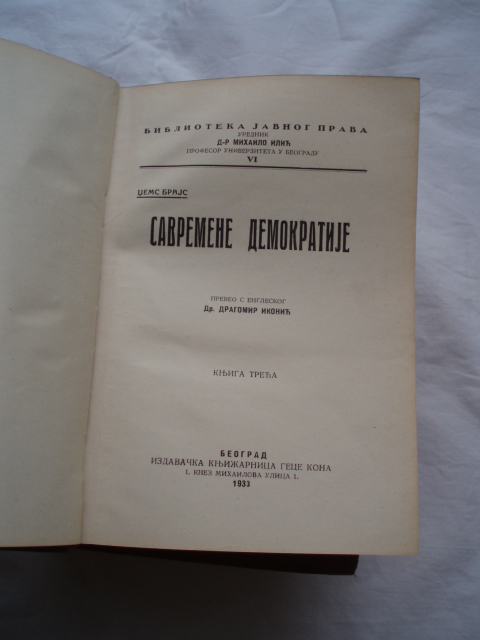 БИБЛИОТЕКА ЈАВНОГ ПРАВА
УРЕДНИК
Д-Р МИХАИЛО ИЛИЋ
ПРОФЕСОР УНИВЕРЗИТЕТА У БЕОГРАДУ
VI
ЏЕМС БРАЈС
САВРЕМЕНЕ ДЕМОКРАТИЈЕ
ПРЕВЕО С ЕНГЛЕСКОГ
Др. ДРАГОМИР ИКОНИЋ
КЊИГА ТРЕЋА
БЕОГРАД
ИЗДАВАЧКА КЊИЖАРНИЦА ГЕЦЕ КОНА
1. КНЕЗ МИХАИЛОВА УЛИЦА 1.
1933